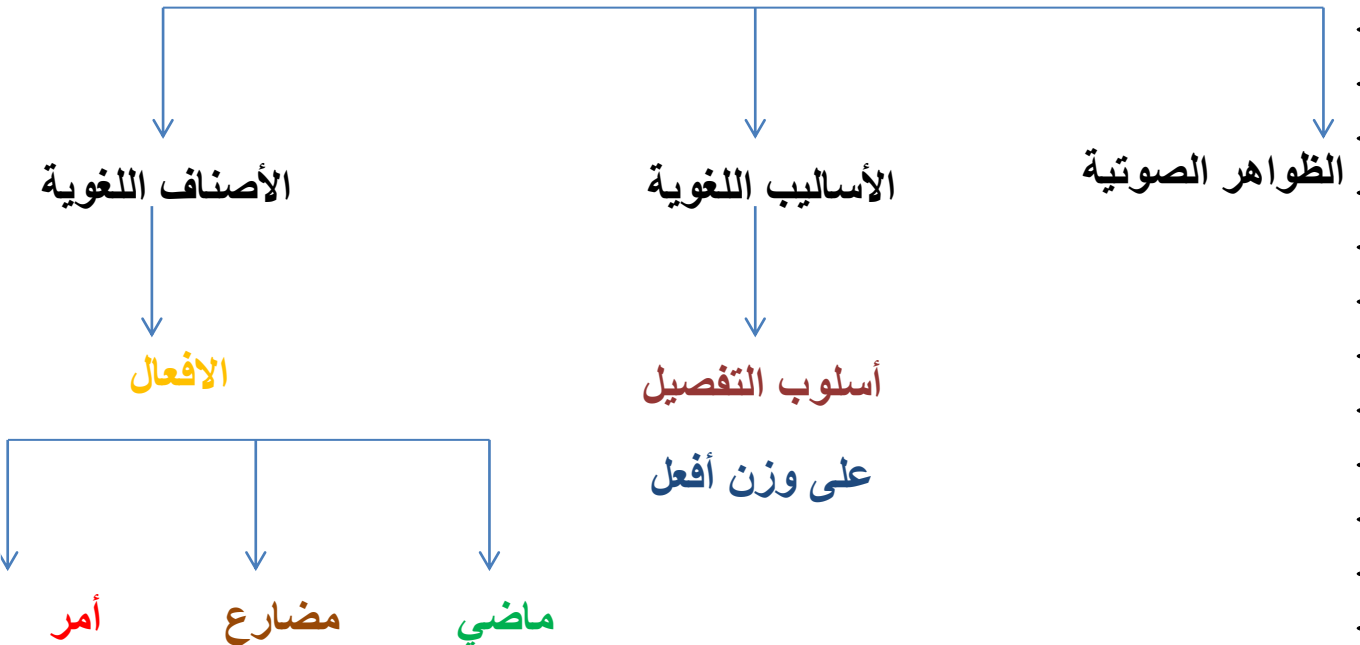 الظواهر الصوتية
الأساليب اللغوية
الأصناف اللغوية
أسلوب التفصيل
الافعال
على وزن أفعل
ماضي
مضارع
أمر